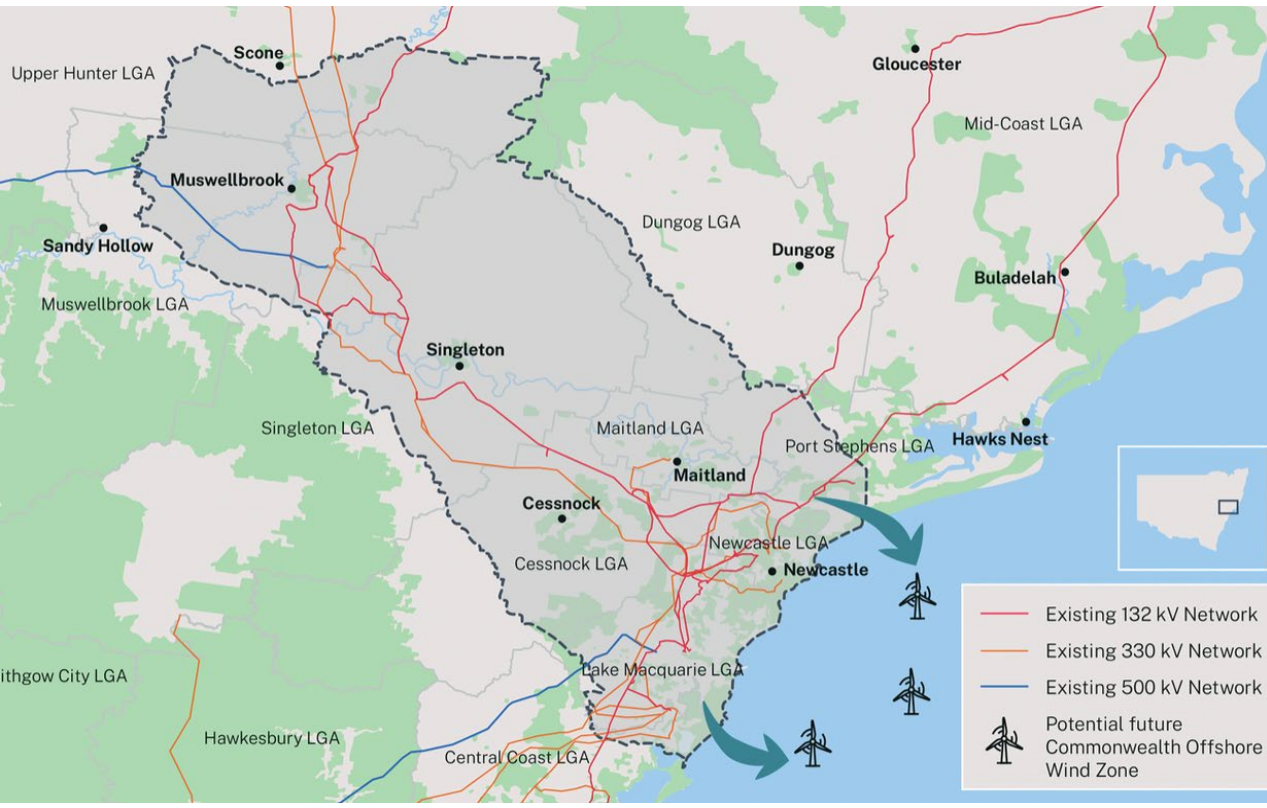 Scone
Upper Hunter LGA
Gloucester
Mid-Coast LGA
Muswellbrook
Dungog LGA
Sandy Hollow
Dungog
Buladelah
Muswellbrook LGA
Singleton
Singleton LGA
Maitland LGA
Port Stephens LGA
Hawks Nest
Maitland
Cessnock
Newcastle LGA
Cessnock LGA
Newcastle
Lake Macquarie LGA
ithgow City LGA
Hawkesbury LGA
Central Coast LGA
Existing 132 kV Network
Existing 330 kV Network
Existing 500 kV Network
Potential future
Commonwealth Offshore
Wind Zone